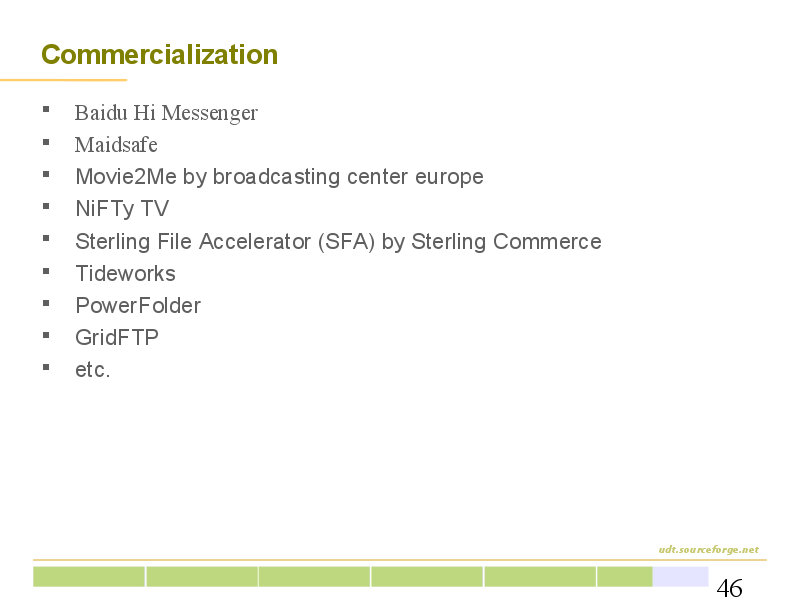 Commercialization
▪ Baidu Hi Messenger
▪ Maidsafe
▪ Movie2Me by broadcasting center europe
▪ NiFTy TV
▪ Sterling File Accelerator (SFA) by Sterling Commerce
▪ Tideworks
▪ PowerFolder
▪ GridFTP
▪ etc.
udt.sourceforge.net
46